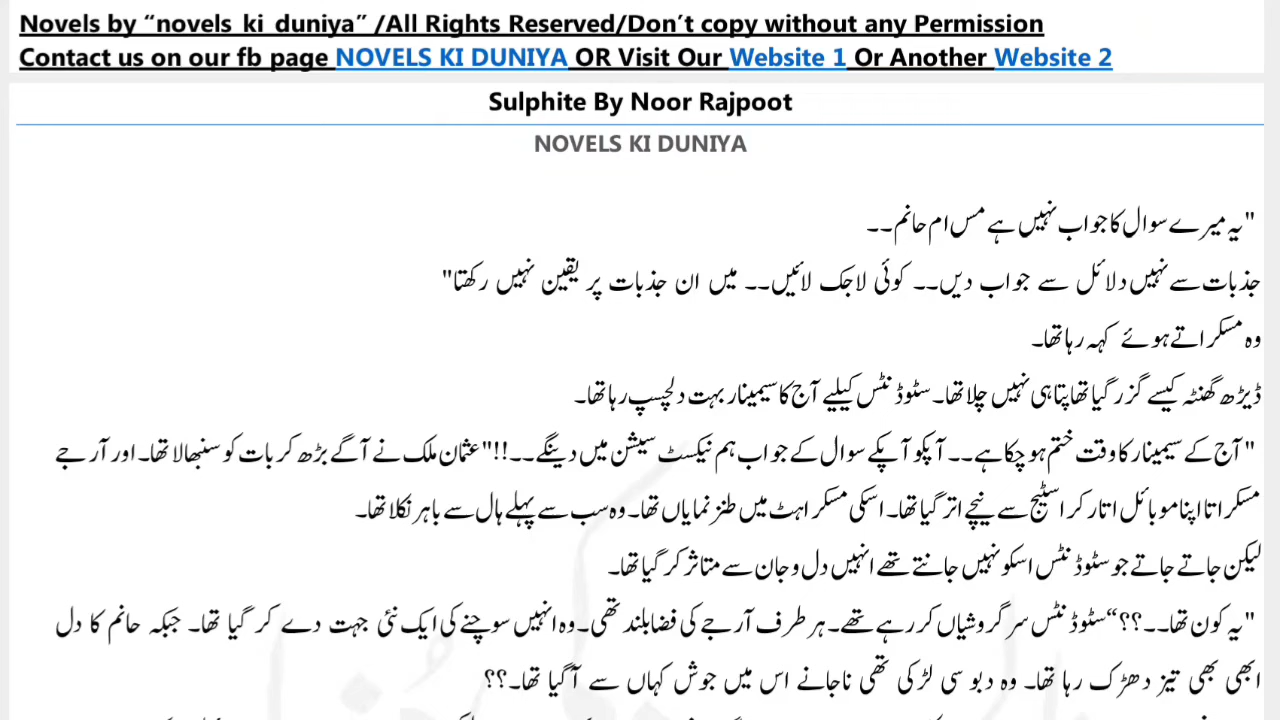 Novels by “novels ki duniya” /All Rights Reserved/Don’t copy without any Permission
Contact us on our fb page NOVELS KI DUNIYA OR Visit Our Website 1 Or Another Website 2
Sulphite By Noor Rajpoot
NOVELS KI DUNIYA
"یہ میرے سوال کا جواب نہیں ہے مس ام حانم۔۔
جذبات سے نہیں دلائل سے جواب دیں۔۔ کوئی لاجک لائیں۔۔ میں ان جذبات پر یقین نہیں رکھتا"
وہ مسکراتے ہوئے کہہ رہا تھا۔
ڈیڑھ گھنٹہ کیسے گزر گیا تھا پتا ہی نہیں چلا تھا۔ سٹوڈنٹس کیلیے آج کا سیمینار بہت دلچسپ رہا تھا۔
"آج کے سیمینار کا وقت ختم ہو چکا ہے۔۔ آپکو آپکے سوال کے جواب ہم نیکسٹ سیشن میں دینگے۔۔!!" عثمان ملک نے آگے بڑھ کر بات کو سنبھالا تھا۔ اور آرجے
مسکراتا اپنا موبائل اتار کر اسٹیج سے نیچے اتر گیا تھا۔ اسکی مسکراہٹ میں طنز نمایاں تھا۔ وہ سب سے پہلے ہال سے باہر نکلا تھا۔
لیکن جاتے جاتے جو سٹوڈنٹس اسکو نہیں جانتے تھے انہیں دل و جان سے متاثر کر گیا تھا۔
"یہ کون تھا۔۔؟؟“ سٹوڈنٹس سرگروشیاں کر رہے تھے۔ ہر طرف آرجے کی فضا بلند تھی۔ وہ انہیں سوچنے کی ایک نئی جہت دے کر گیا تھا۔ جبکہ حانم کا دل
ابھی بھی تیز دھڑک رہا تھا۔ وہ دبو سی لڑکی تھی ناجانے اس میں جوش کہاں سے آگیا تھا۔؟؟